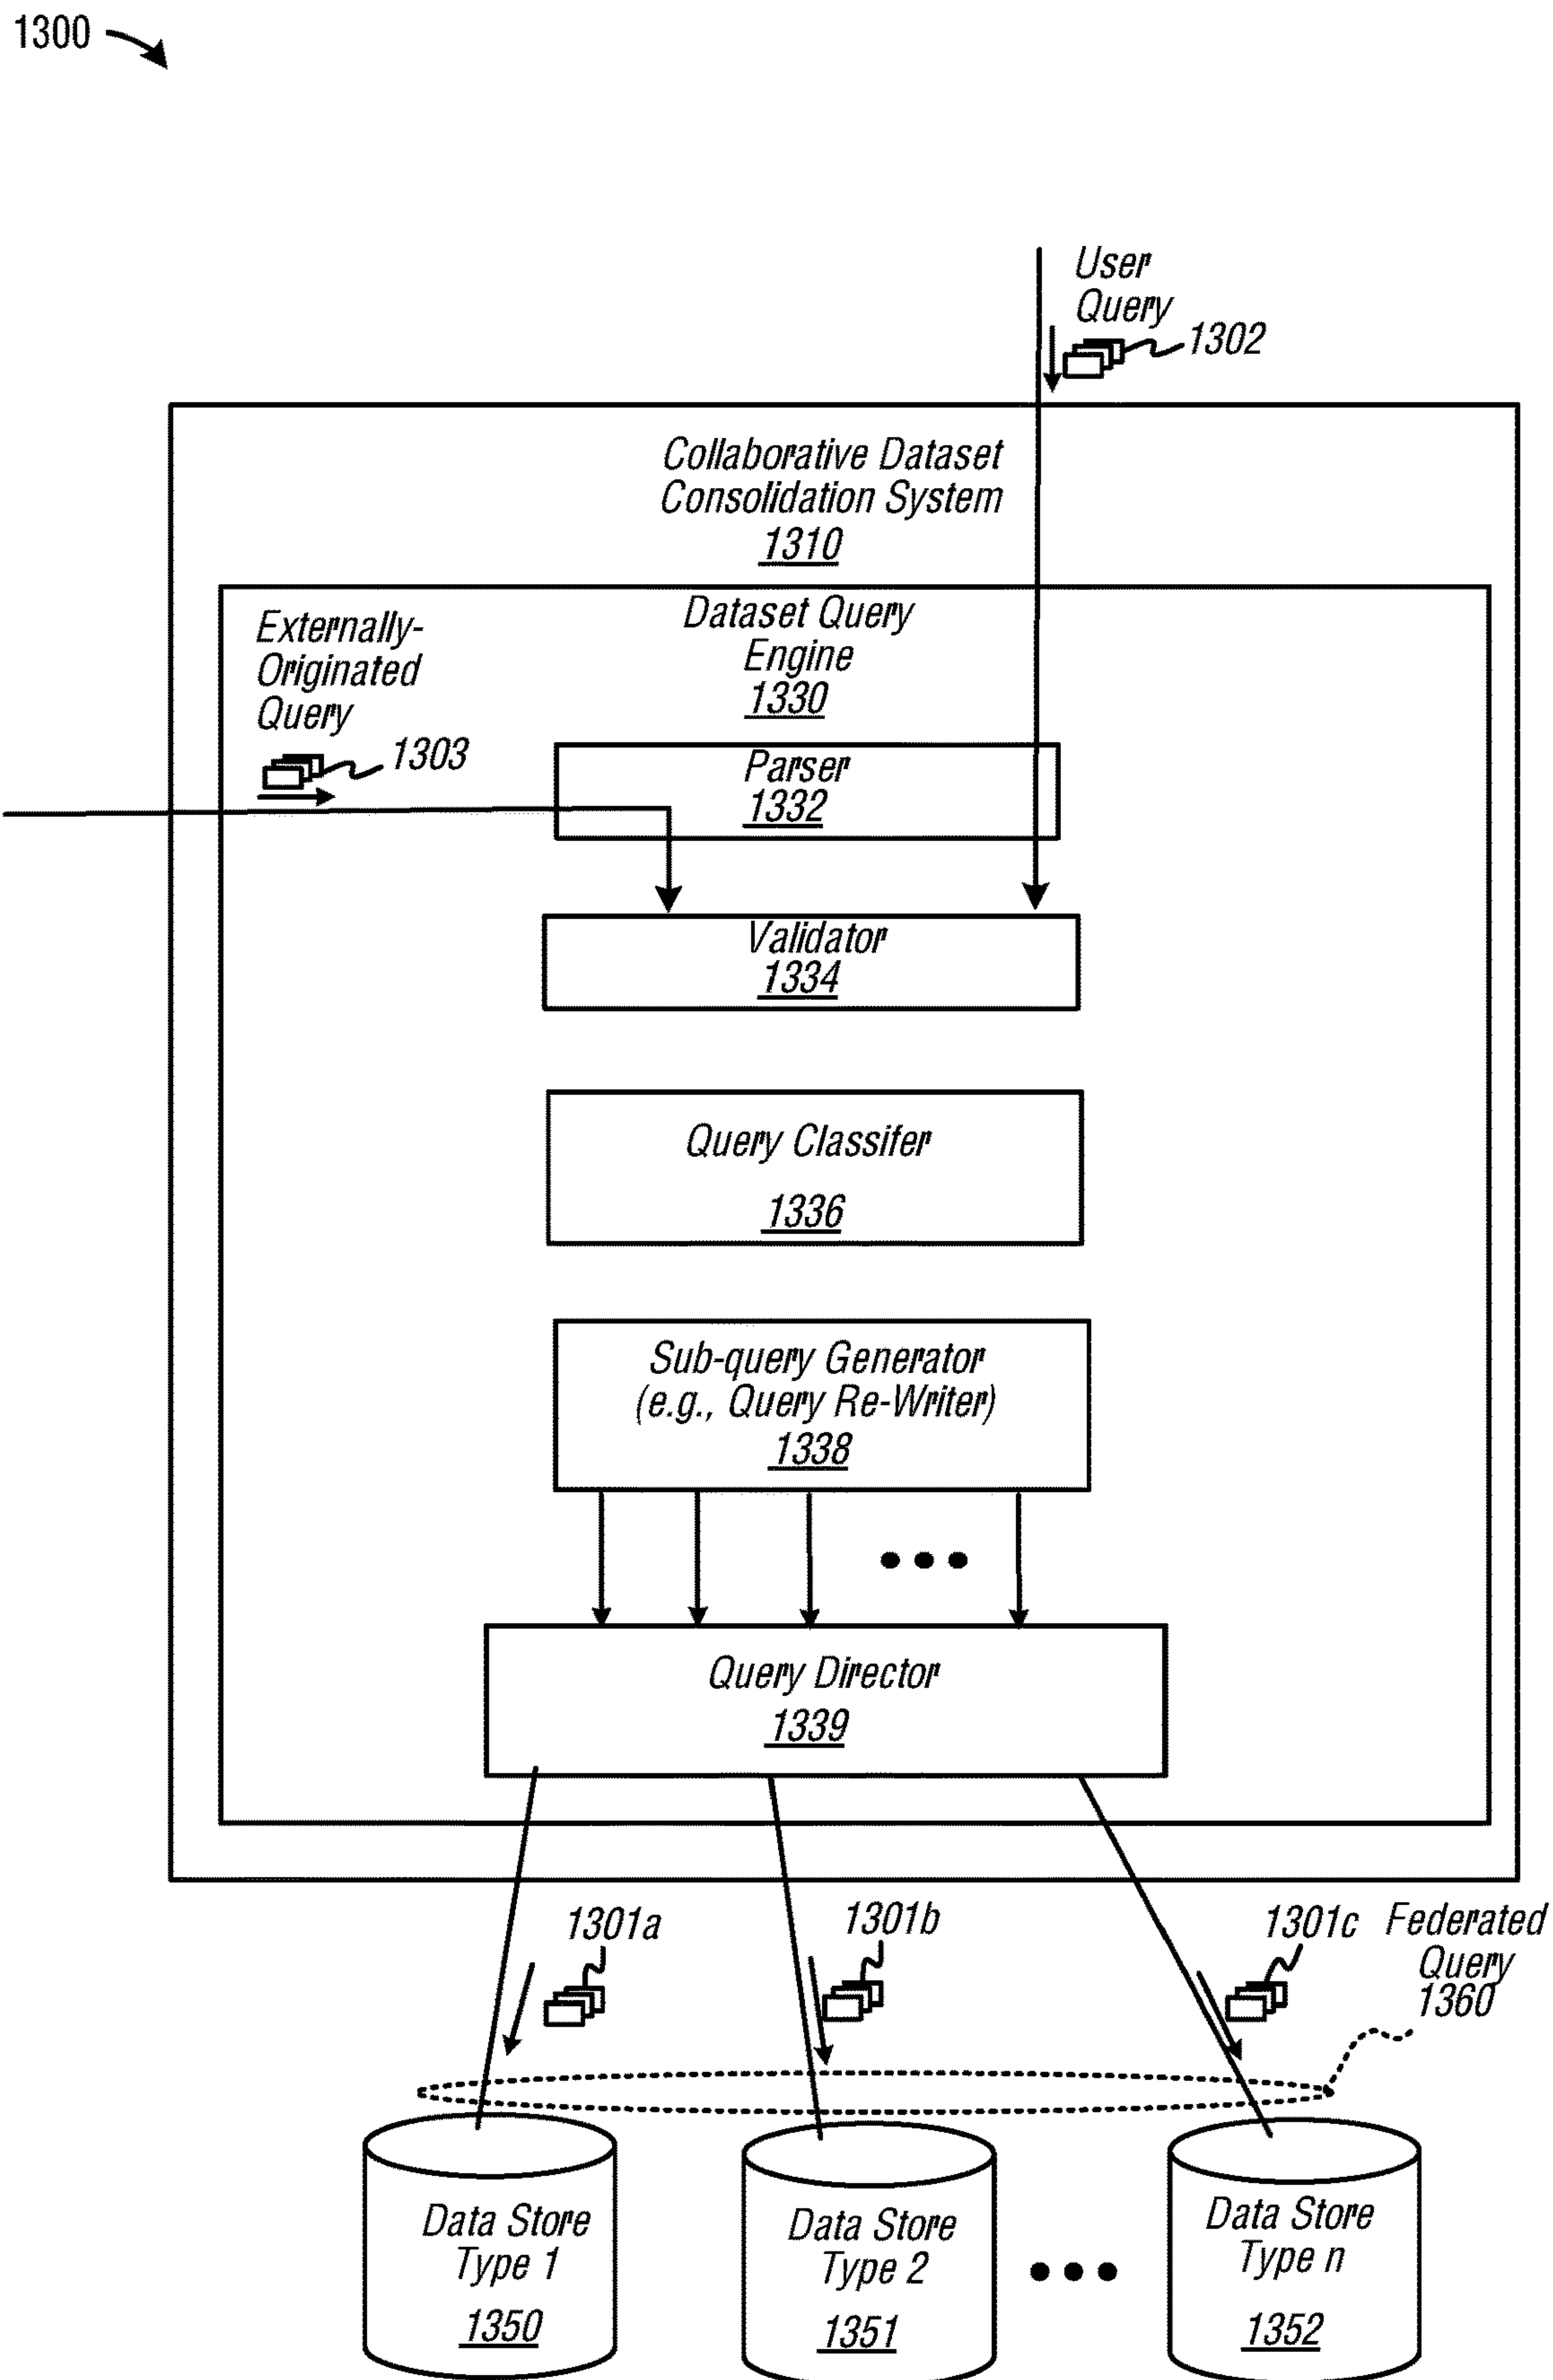 1300
User
Query
1302
Collaborative Dataset
Consolidation System
1310
Externally-
Originated
Query
1303
Dataset Query
Engine
1330
Parser
1332
Validator
1334
Query Classifer
1336
Sub-query Generator
(e.g., Query Re-Writer)
1338
Query Director
1339
1301a
1301b
1301c
Federated
Query
1360
Data Store
Type 1
1350
Data Store
Type 2
1351
Data Store
Type n
1352